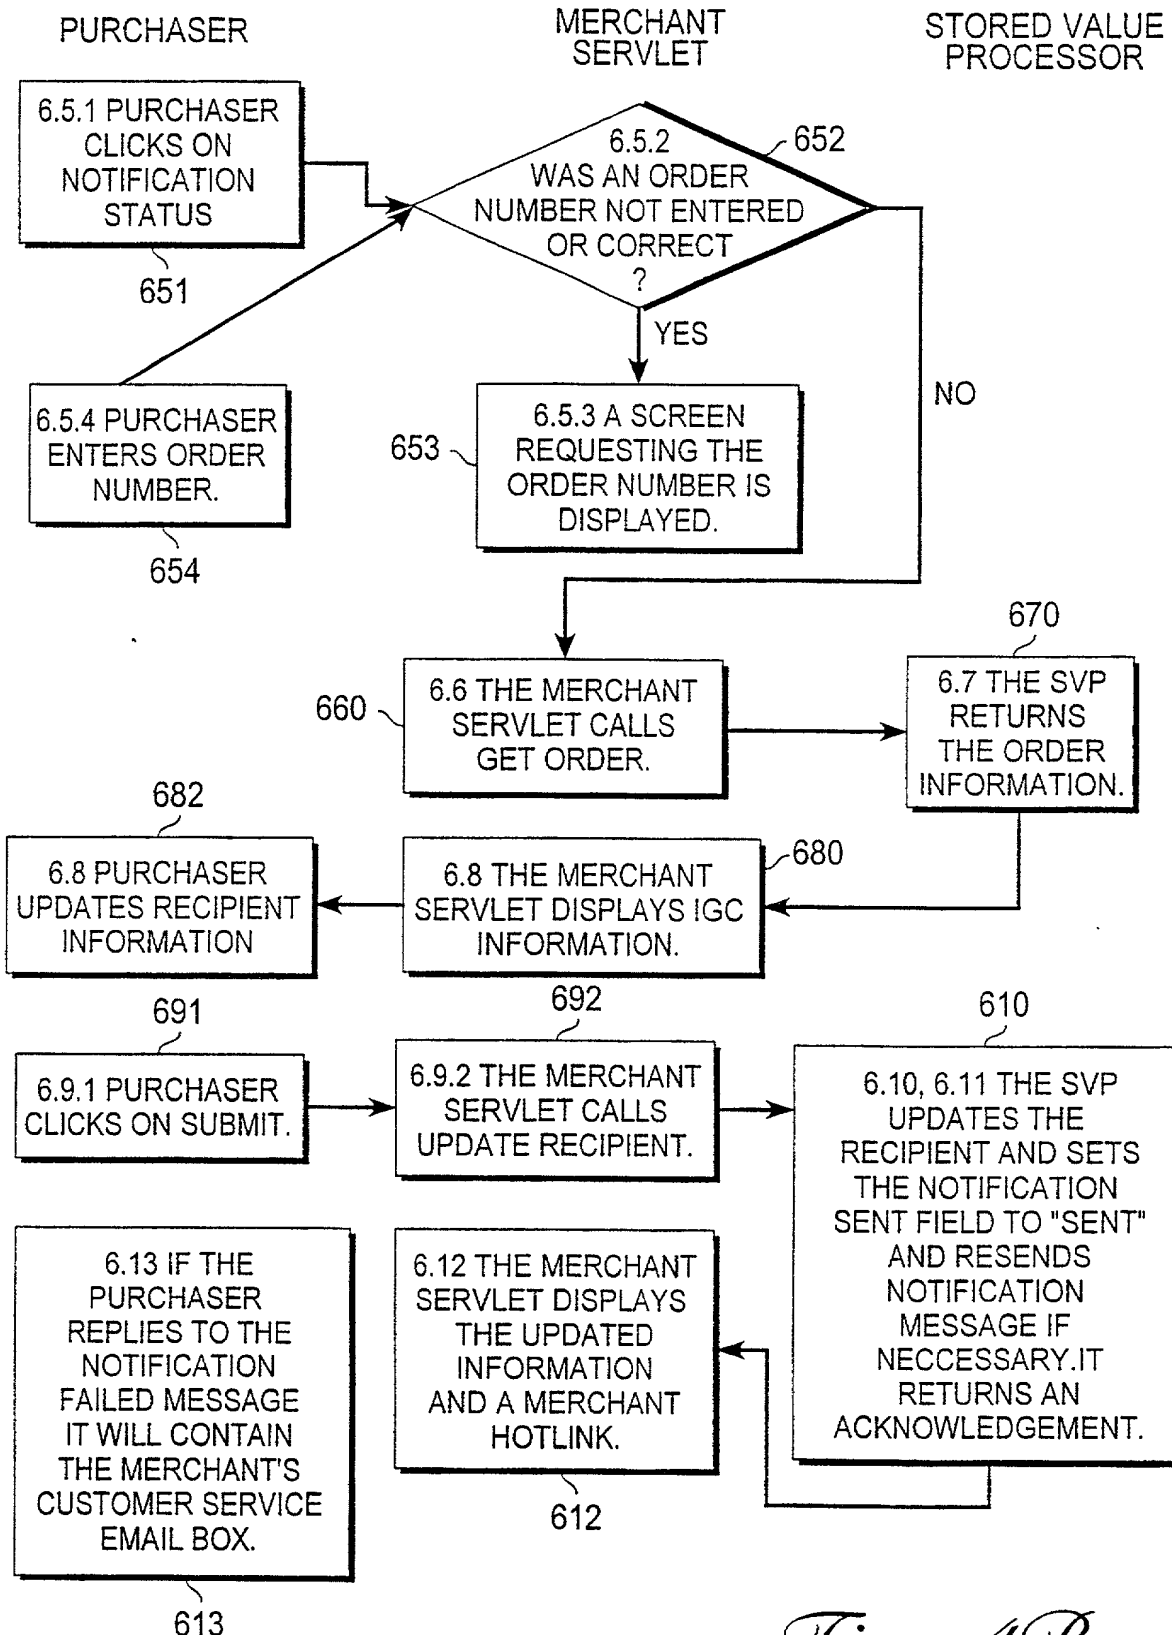 PURCHASER
MERCHANT
SERVLET
STORED VALUE
PROCESSOR
6.5.1 PURCHASER
CLICKS ON
NOTIFICATION
STATUS
651
6.5.2
WAS AN ORDER
NUMBER NOT ENTERED
OR CORRECT
?
652
YES
NO
6.5.4 PURCHASER
ENTERS ORDER
NUMBER.
654
653
6.5.3 A SCREEN
REQUESTING THE
ORDER NUMBER IS
DISPLAYED.
660
6.6 THE MERCHANT
SERVLET CALLS
GET ORDER.
670
6.7 THE SVP
RETURNS
THE ORDER
INFORMATION.
682
6.8 PURCHASER
UPDATES RECIPIENT
INFORMATION
6.8 THE MERCHANT
SERVLET DISPLAYS IGC
INFORMATION.
680
691
6.9.1 PURCHASER
CLICKS ON SUBMIT.
692
6.9.2 THE MERCHANT
SERVLET CALLS
UPDATE RECIPIENT.
610
6.10, 6.11 THE SVP
UPDATES THE
RECIPIENT AND SETS
THE NOTIFICATION
SENT FIELD TO "SENT"
AND RESENDS
NOTIFICATION
MESSAGE IF
NECCESSARY.IT
RETURNS AN
ACKNOWLEDGEMENT.
6.13 IF THE
PURCHASER
REPLIES TO THE
NOTIFICATION
FAILED MESSAGE
IT WILL CONTAIN
THE MERCHANT'S
CUSTOMER SERVICE
EMAIL BOX.
613
6.12 THE MERCHANT
SERVLET DISPLAYS
THE UPDATED
INFORMATION
AND A MERCHANT
HOTLINK.
612